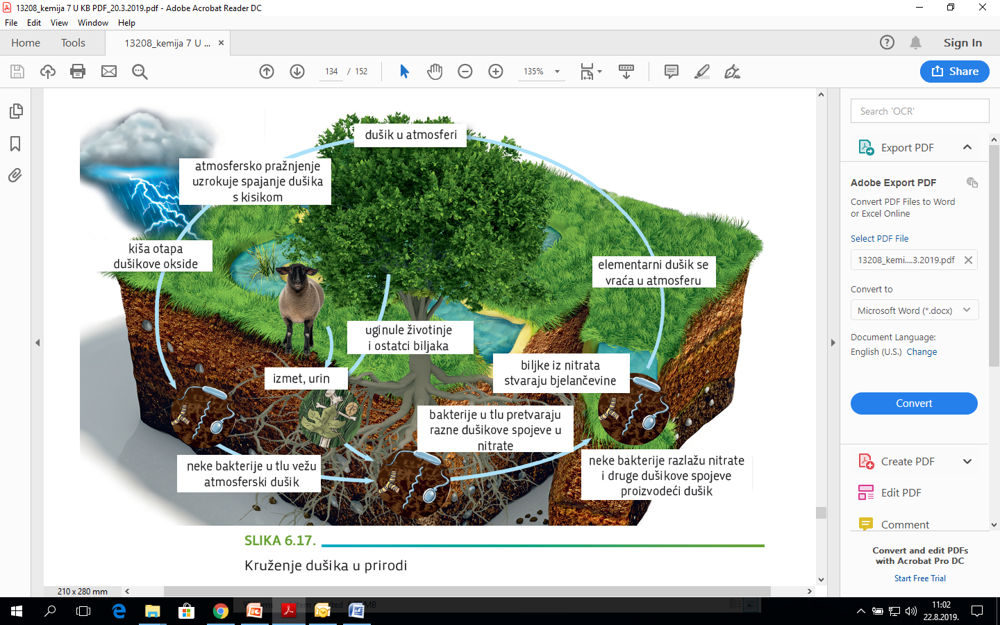 13208_kemija 7 U KB PDF_20.3.2019.pdf - Adobe Acrobat Reader DC
File Edit View Window Help
Home Tools 13208_kemija 7 U ... ×
Sign In
134 / 152
135%
Share
dušik u atmosferi
atmosfersko pražnjenje
uzrokuje spajanje dušika
s kisikom
kiša otapa
dušikove okside
elementarni dušik se
vraća u atmosferu
uginule životinje
i ostatci biljaka
izmet, urin
biljke iz nitrata
stvaraju bjelančevine
bakterije u tlu pretvaraju
razne dušikove spojeve u
nitrate
neke bakterije u tlu vežu
atmosferski dušik
neke bakterije razlažu nitrate
i druge dušikove spojeve
proizvodeći dušik
SLIKA 6.17.
Kruženje dušika u prirodi
210 x 280 mm
Search 'OCR'
Export PDF
Adobe Export PDF
Convert PDF Files to Word
or Excel Online
Select PDF File
13208_kemi....3.2019.pdf
Convert to
Microsoft Word (*.docx)
Document Language:
English (U.S.) Change
Convert
Create PDF
Edit PDF
Comment
Convert and edit PDFs
with Acrobat Pro DC
Start Free Trial
11:02
22.8.2019.